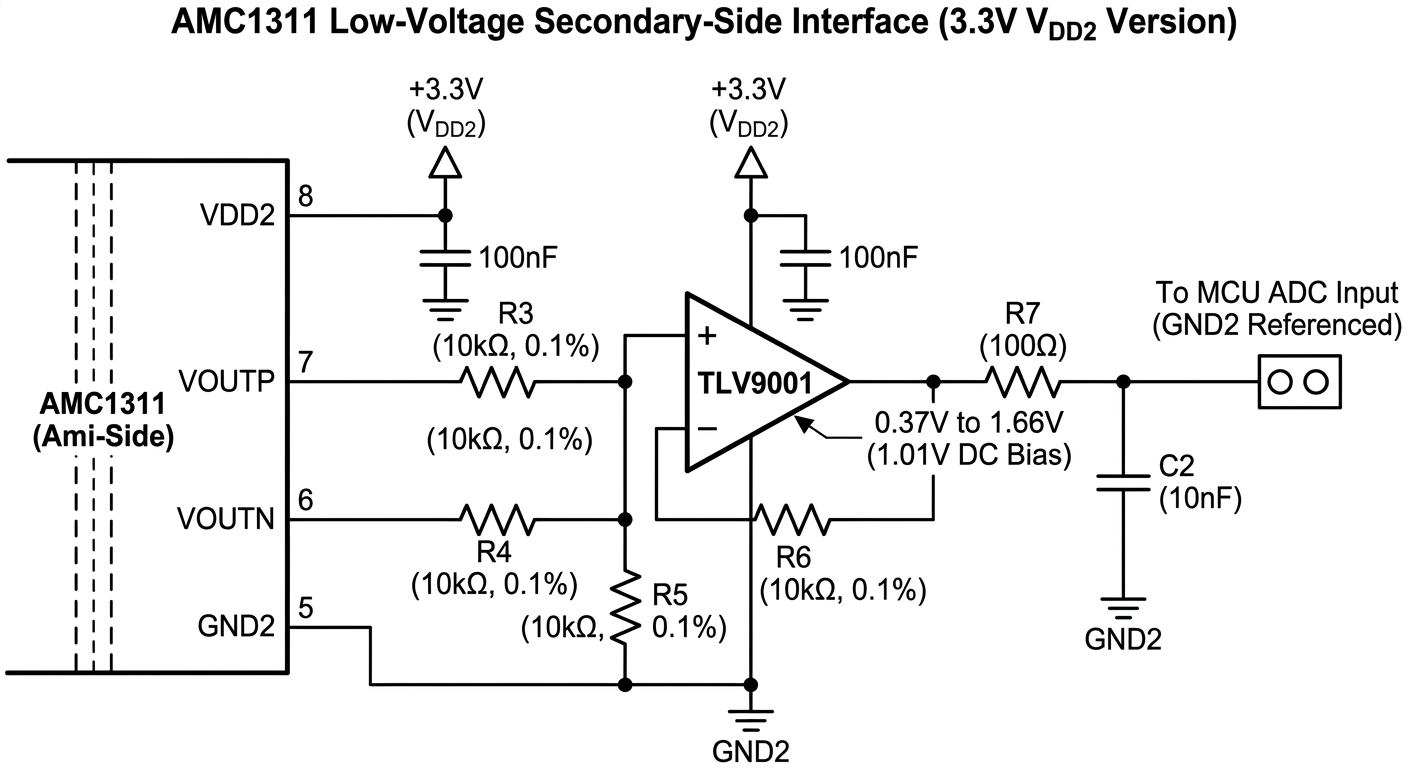 AMC1311 Low-Voltage Secondary-Side Interface (3.3V VDD2 Version)
+3.3V
(VDD2)
+3.3V
(VDD2)
VDD2
8
100nF
100nF
R3
(10kΩ, 0.1%)
R7
(100Ω)
To MCU ADC Input
(GND2 Referenced)
VOUTP
7
+
TLV9001
−
AMC1311
(Ami-Side)
(10kΩ, 0.1%)
0.37V to 1.66V
(1.01V DC Bias)
C2
(10nF)
VOUTN
6
R4
(10kΩ, 0.1%)
R6
(10kΩ, 0.1%)
GND2
5
R5
(10kΩ, 0.1%)
GND2
GND2